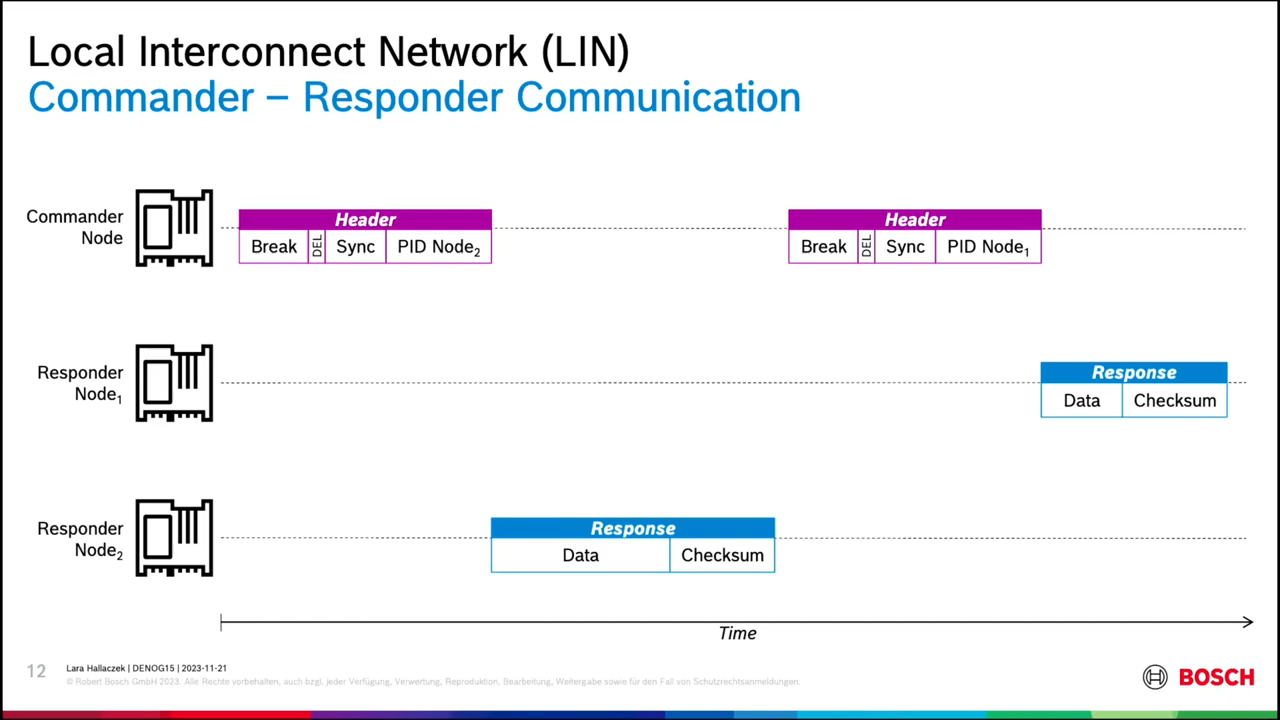 Local Interconnect Network (LIN)
Commander – Responder Communication
Commander
Node
Header
Break DEL Sync PID Node2
Header
Break DEL Sync PID Node1
Responder
Node1
Response
Data Checksum
Responder
Node2
Response
Data Checksum
Time
12
Lara Hallaczek | DENOG15 | 2023-11-21
© Robert Bosch GmbH 2023. Alle Rechte vorbehalten, auch bzgl. jeder Verfügung, Verwertung, Reproduktion, Bearbeitung, Weitergabe sowie für den Fall von Schutzrechtsanmeldungen.
BOSCH